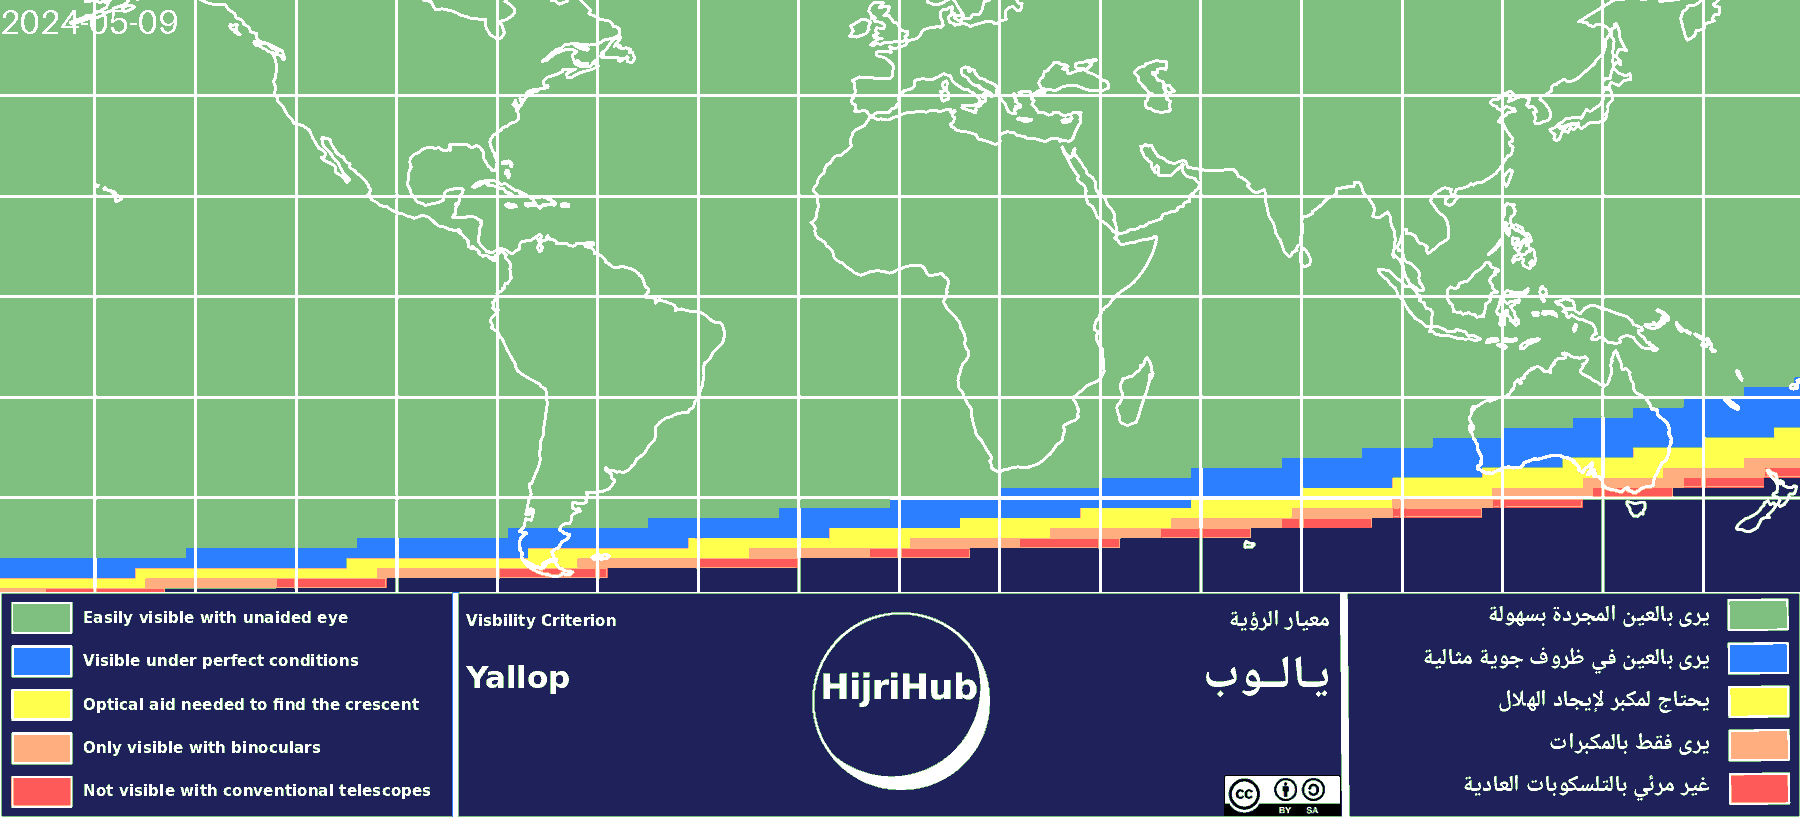 2024-05-09
Easily visible with unaided eye
Visible under perfect conditions
Optical aid needed to find the crescent
Only visible with binoculars
Not visible with conventional telescopes
Visbility Criterion
Yallop
HijriHub
معيار الرؤية
يـالـوب
cc BY SA
يرى بالعين المجردة بسهولة
يرى بالعين في ظروف جوية مثالية
يحتاج لمكبر لإيجاد الهلال
يرى فقط بالمكبرات
غير مرئي بالتلسكوبات العادية